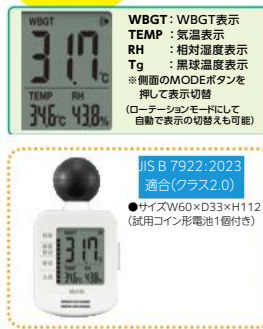 WBGT
31.7℃
TEMP RH
34.6℃ 43.8%
WBGT：WBGT表示
TEMP：気温表示
RH：相対湿度表示
Tg：黒球温度表示
※側面のMODEボタンを
押して表示切替
(ローテーションモードにして
自動で表示の切替えも可能)
JIS B 7922:2023
適合(クラス2.0)
●サイズW60×D33×H112
(試用コイン形電池1個付き)
WBGT
31.7